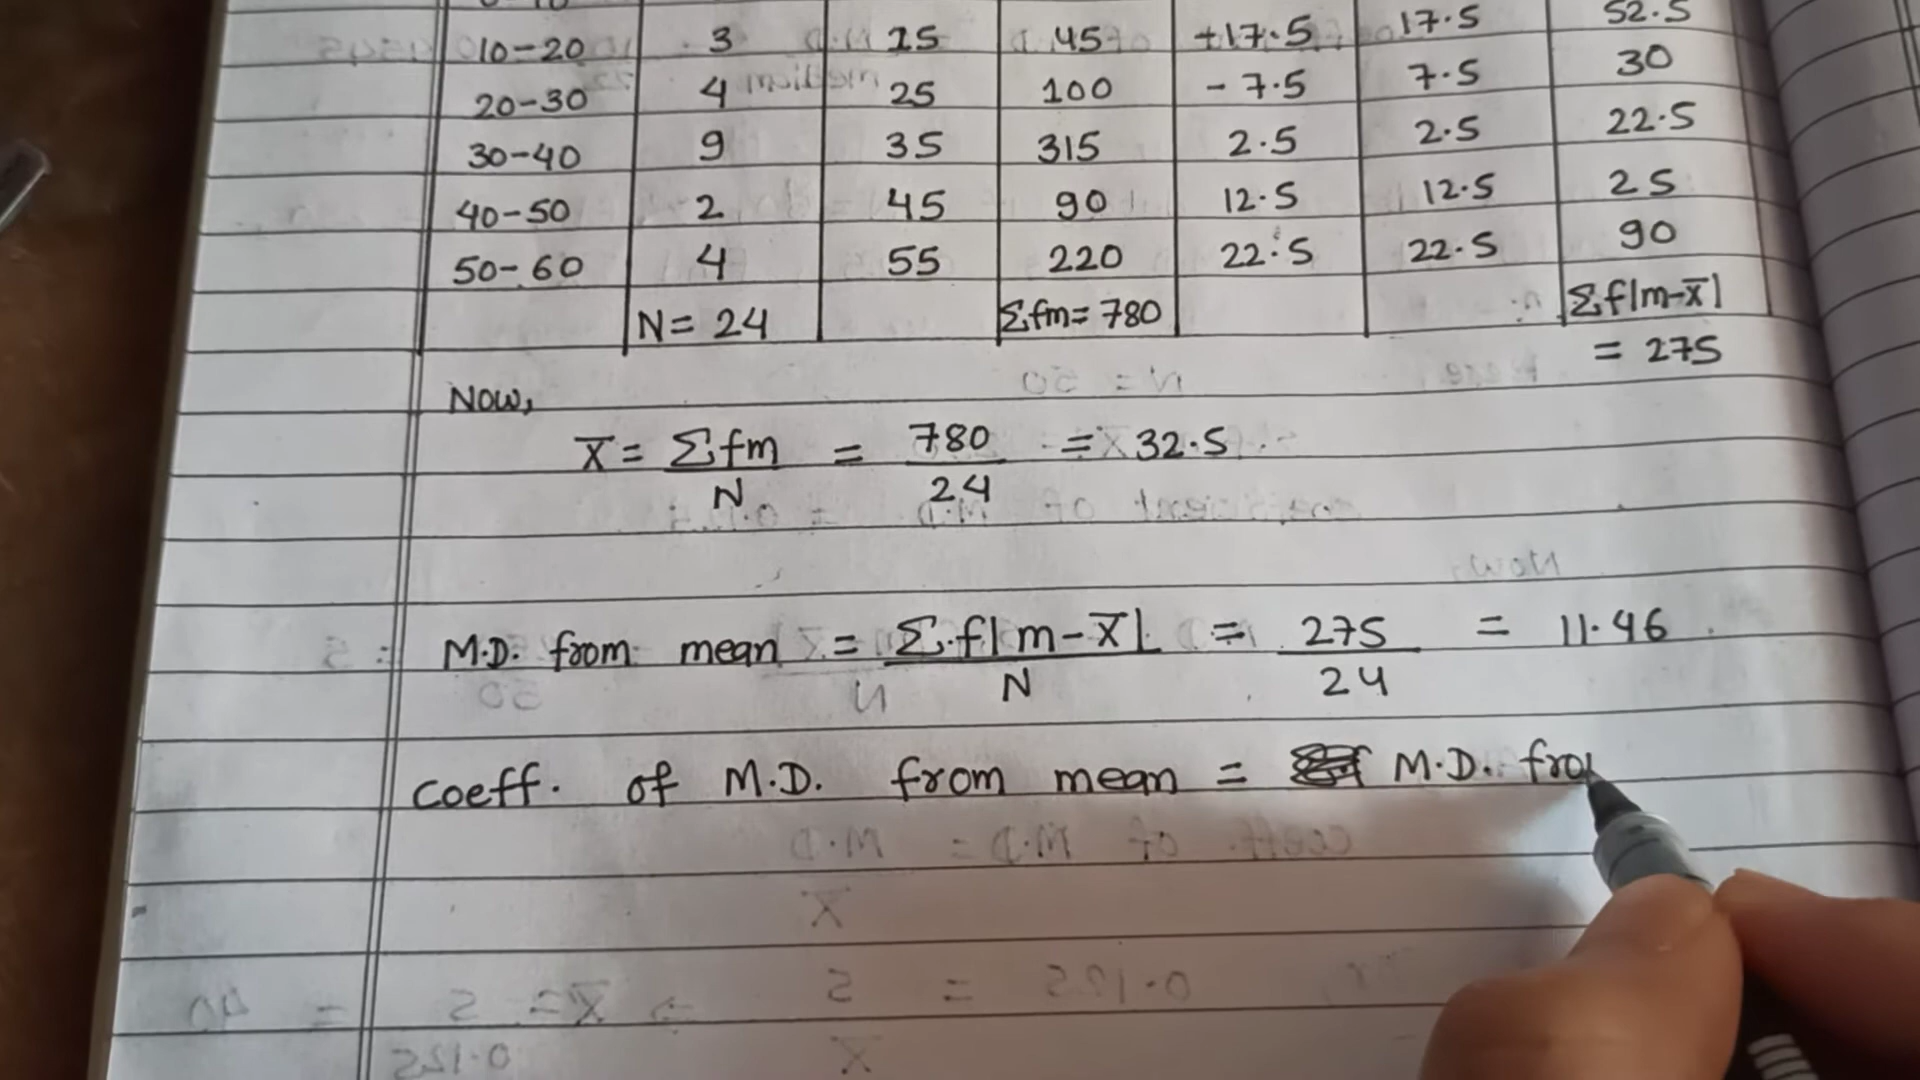 10-20 3 15 45 +17.5 17.5 52.5
20-30 4 25 100 - 7.5 7.5 30
30-40 9 35 315 2.5 2.5 22.5
40-50 2 45 90 12.5 12.5 25
50-60 4 55 220 22.5 22.5 90
N = 24 Σfm = 780 Σf|m-x̄|
= 275
Now,
X̄ = Σfm/N = 780/24 = 32.5
M.D. from mean = Σf|m-X̄|/N = 275/24 = 11.46
coeff. of M.D. from mean = M.D. fro